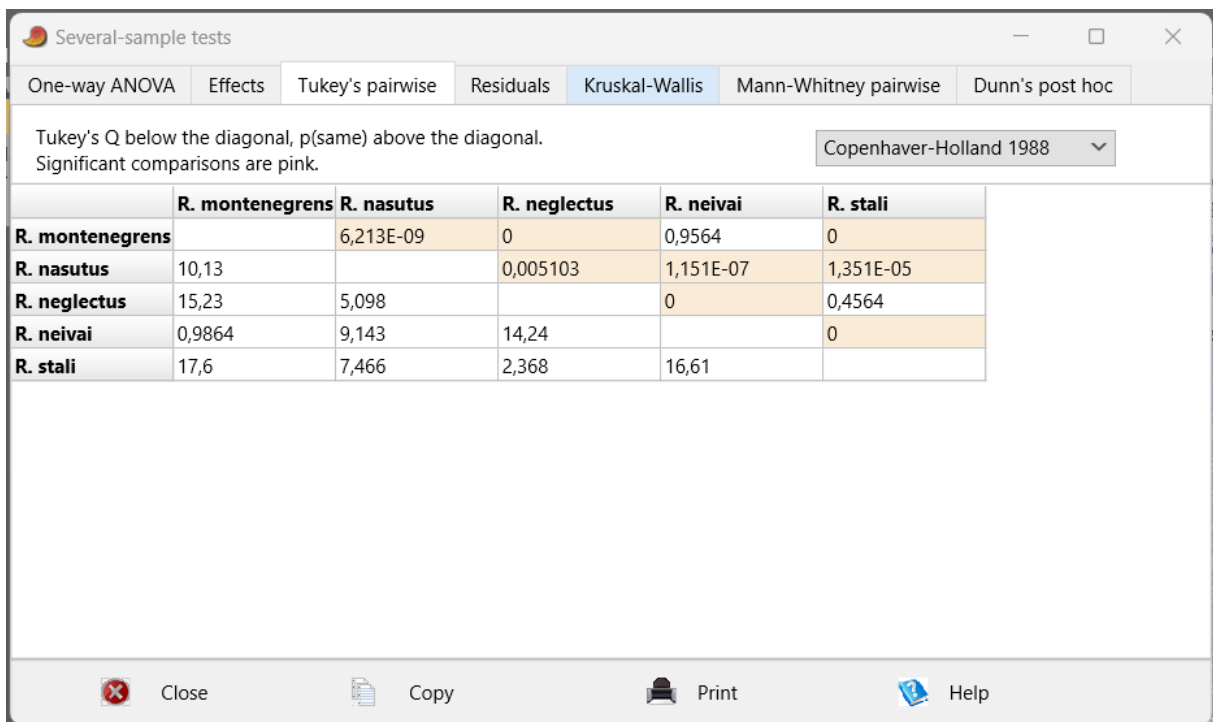 Several-sample tests
One-way ANOVA Effects Tukey's pairwise Residuals Kruskal-Wallis Mann-Whitney pairwise Dunn's post hoc
Tukey's Q below the diagonal, p(same) above the diagonal.
Significant comparisons are pink.
Copenhaver-Holland 1988
R. montenegrens R. nasutus R. neglectus R. neivai R. stali
R. montenegrens 6,213E-09 0 0,9564 0
R. nasutus 10,13 0,005103 1,151E-07 1,351E-05
R. neglectus 15,23 5,098 0 0,4564
R. neivai 0,9864 9,143 14,24 0
R. stali 17,6 7,466 2,368 16,61
Close Copy Print Help